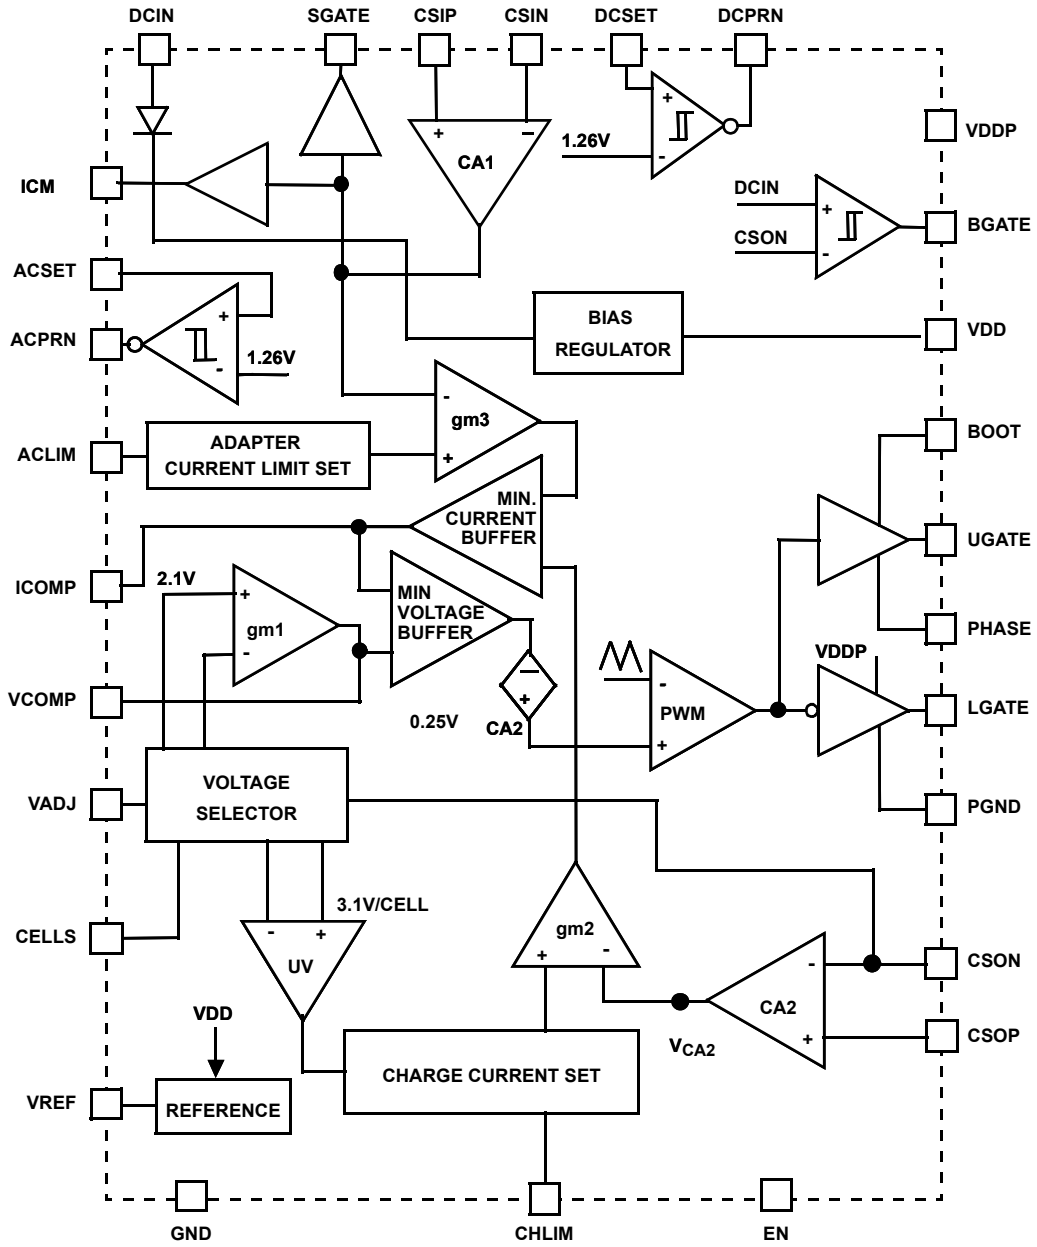 DCIN
SGATE
CSIP
CSIN
DCSET
DCPRN
VDDP
+
-
1.26V
+
−
CA1
ICM
DCIN
CSON
+
-
BGATE
ACSET
ACPRN
+
-
1.26V
BIAS
REGULATOR
VDD
-
+
gm3
ACLIM
ADAPTER
CURRENT LIMIT SET
BOOT
MIN.
CURRENT
BUFFER
UGATE
ICOMP
2.1V
+
-
gm1
MIN
VOLTAGE
BUFFER
PHASE
VDDP
−
+
CA2
0.25V
-
+
PWM
LGATE
VCOMP
VOLTAGE
SELECTOR
VADJ
PGND
3.1V/CELL
-
+
UV
CELLS
gm2
+
-
-
+
CA2
CSON
CSOP
VCA2
VDD
CHARGE CURRENT SET
VREF
REFERENCE
GND
CHLIM
EN